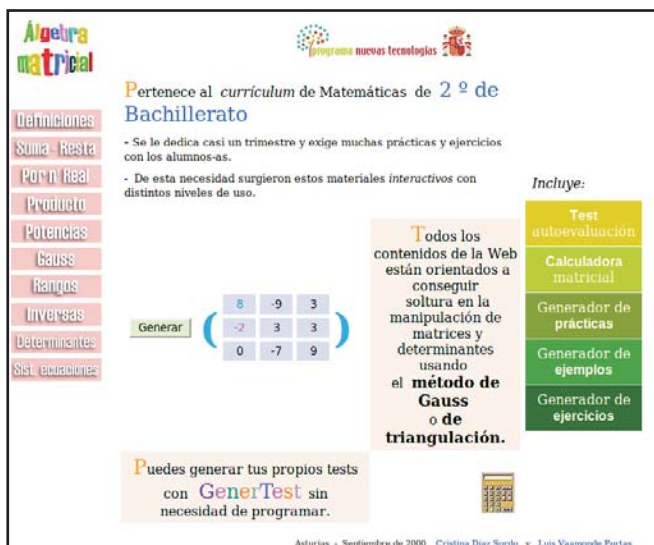 Álgebra
matricial
programa nuevas tecnologías
Pertenece al currículum de Matemáticas de 2 º de
Bachillerato
- Se le dedica casi un trimestre y exige muchas prácticas y ejercicios
con los alumnos-as.
- De esta necesidad surgieron estos materiales interactivos con
distintos niveles de uso.
Definiciones
Suma - Resta
Por nº Real
Producto
Potencias
Gauss
Rangos
Inversas
Determinantes
Sist. ecuaciones
Generar
8 -9 3
-2 3 3
0 -7 9
Todos los
contenidos de la Web
están orientados a
conseguir
soltura en la
manipulación de
matrices y
determinantes
usando
el método de
Gauss
o de
triangulación.
Incluye:
Test
autoevaluación
Calculadora
matricial
Generador de
prácticas
Generador de
ejemplos
Generador de
ejercicios
Puedes generar tus propios tests
con GenerTest sin
necesidad de programar.
Asturias - Septiembre de 2000 Cristina Díaz Sordo y Luis Vaamonde Portas